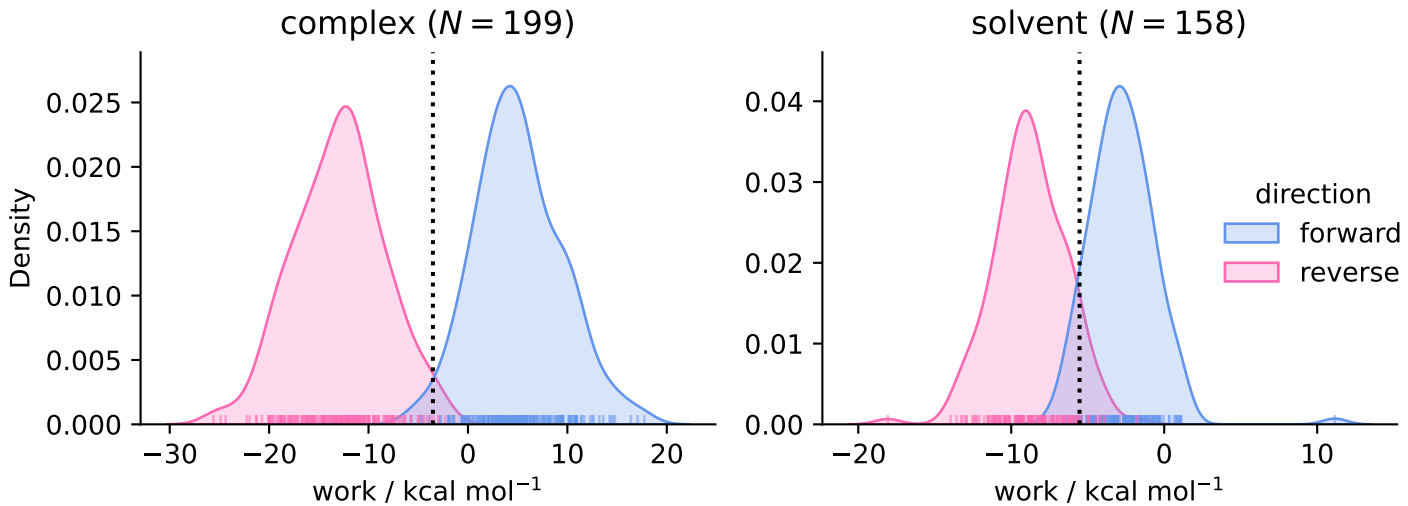 complex (N = 199)
Density
0.025
0.020
0.015
0.010
0.005
0.000
−30
−20
−10
0
10
20
work / kcal mol⁻¹
solvent (N = 158)
0.04
0.03
0.02
0.01
0.00
−20
−10
0
10
work / kcal mol⁻¹
direction
forward
reverse